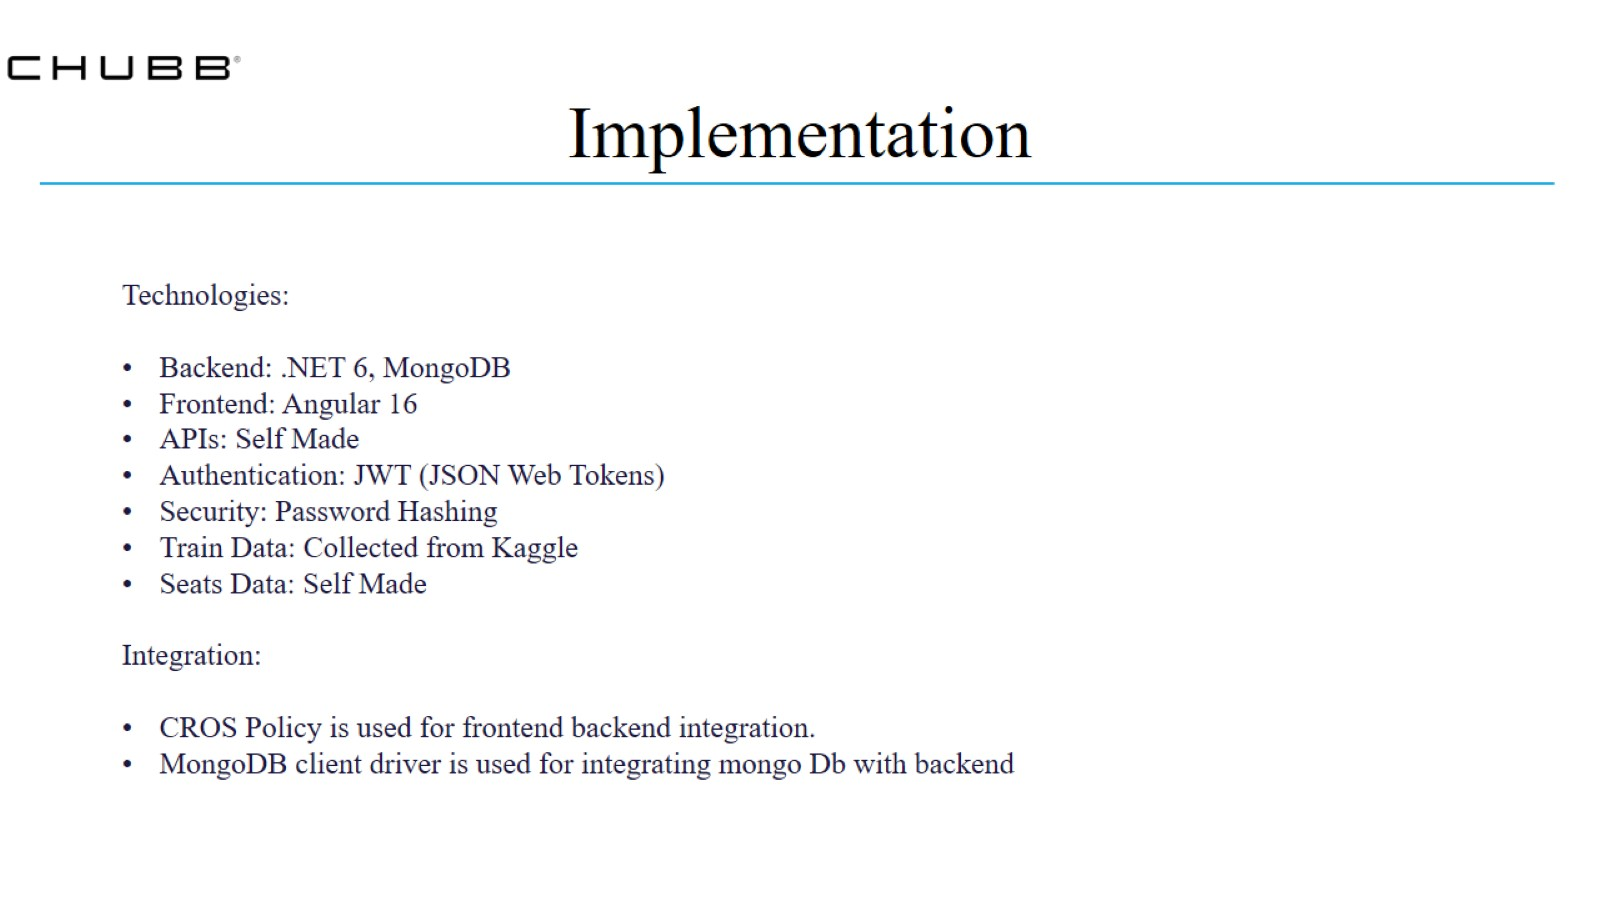 CHUBB®
Implementation
Technologies:
• Backend: .NET 6, MongoDB
• Frontend: Angular 16
• APIs: Self Made
• Authentication: JWT (JSON Web Tokens)
• Security: Password Hashing
• Train Data: Collected from Kaggle
• Seats Data: Self Made
Integration:
• CROS Policy is used for frontend backend integration.
• MongoDB client driver is used for integrating mongo Db with backend